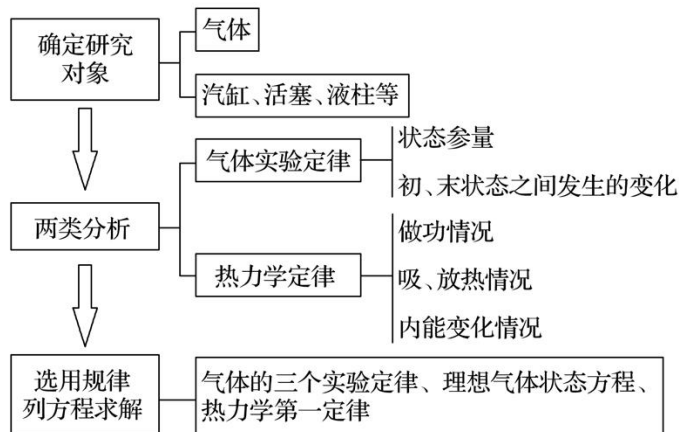 确定研究
对象
气体
汽缸、活塞、液柱等
两类分析
气体实验定律
状态参量
初、末状态之间发生的变化
热力学定律
做功情况
吸、放热情况
内能变化情况
选用规律
列方程求解
气体的三个实验定律、理想气体状态方程、
热力学第一定律